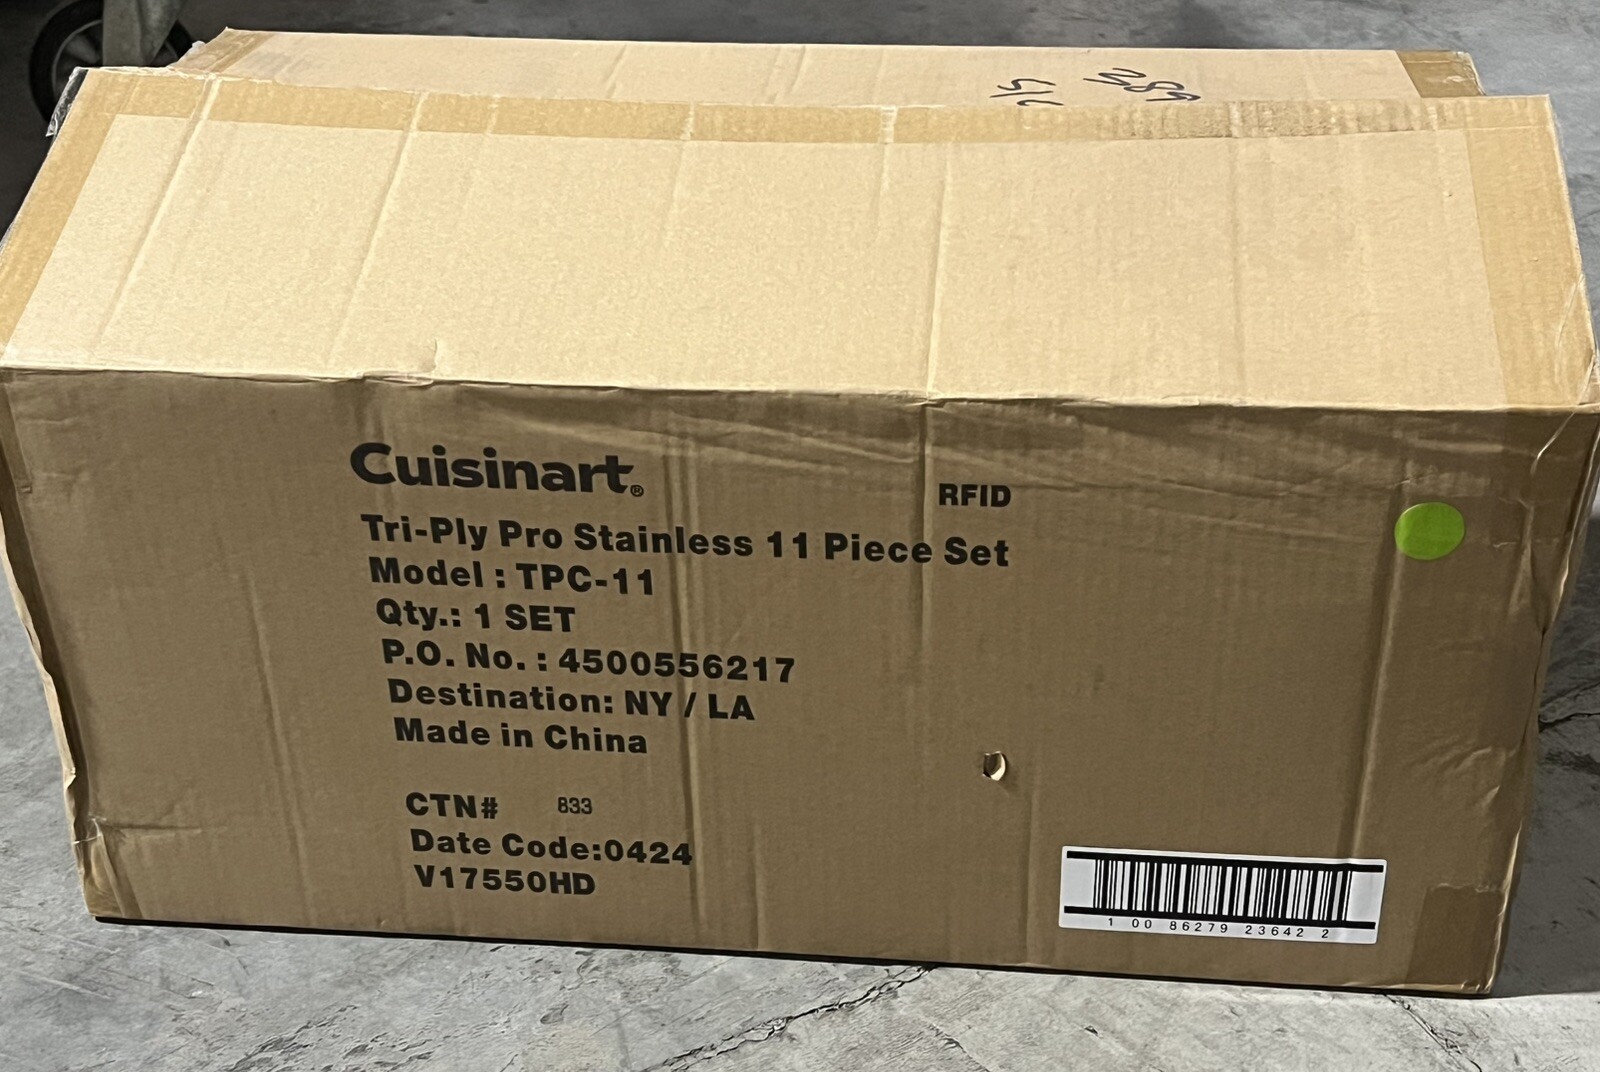 Cuisinart®
RFID
Tri-Ply Pro Stainless 11 Piece Set
Model : TPC-11
Qty.: 1 SET
P.O. No. : 4500556217
Destination: NY / LA
Made in China
CTN# 833
Date Code:0424
V17550HD
1 00 86279 23642 2